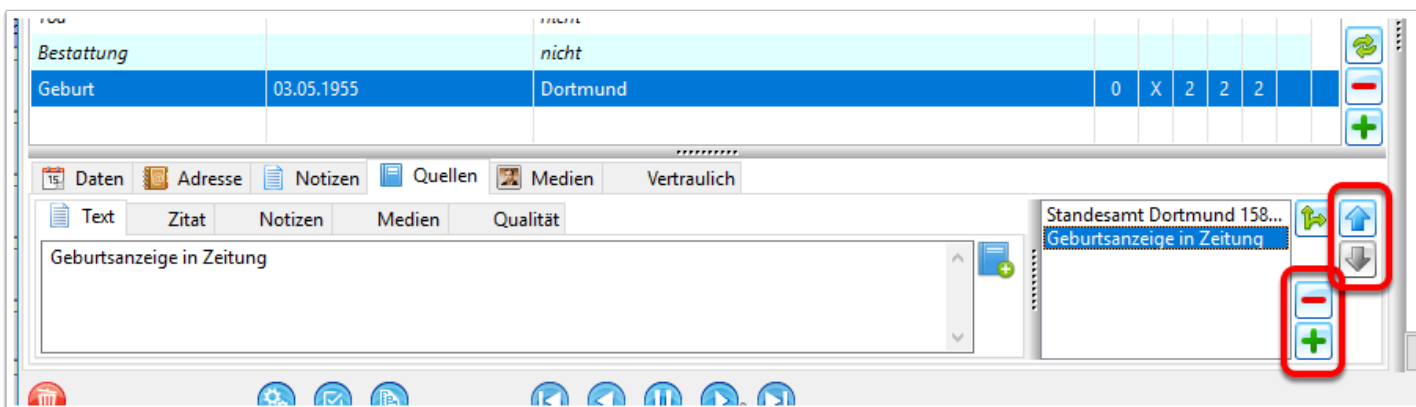 Bestattung nicht
Geburt 03.05.1955 Dortmund 0 X 2 2 2
15 Daten Adresse Notizen Quellen Medien Vertraulich
Text Zitat Notizen Medien Qualität
Standesamt Dortmund 158...
Geburtsanzeige in Zeitung
Geburtsanzeige in Zeitung